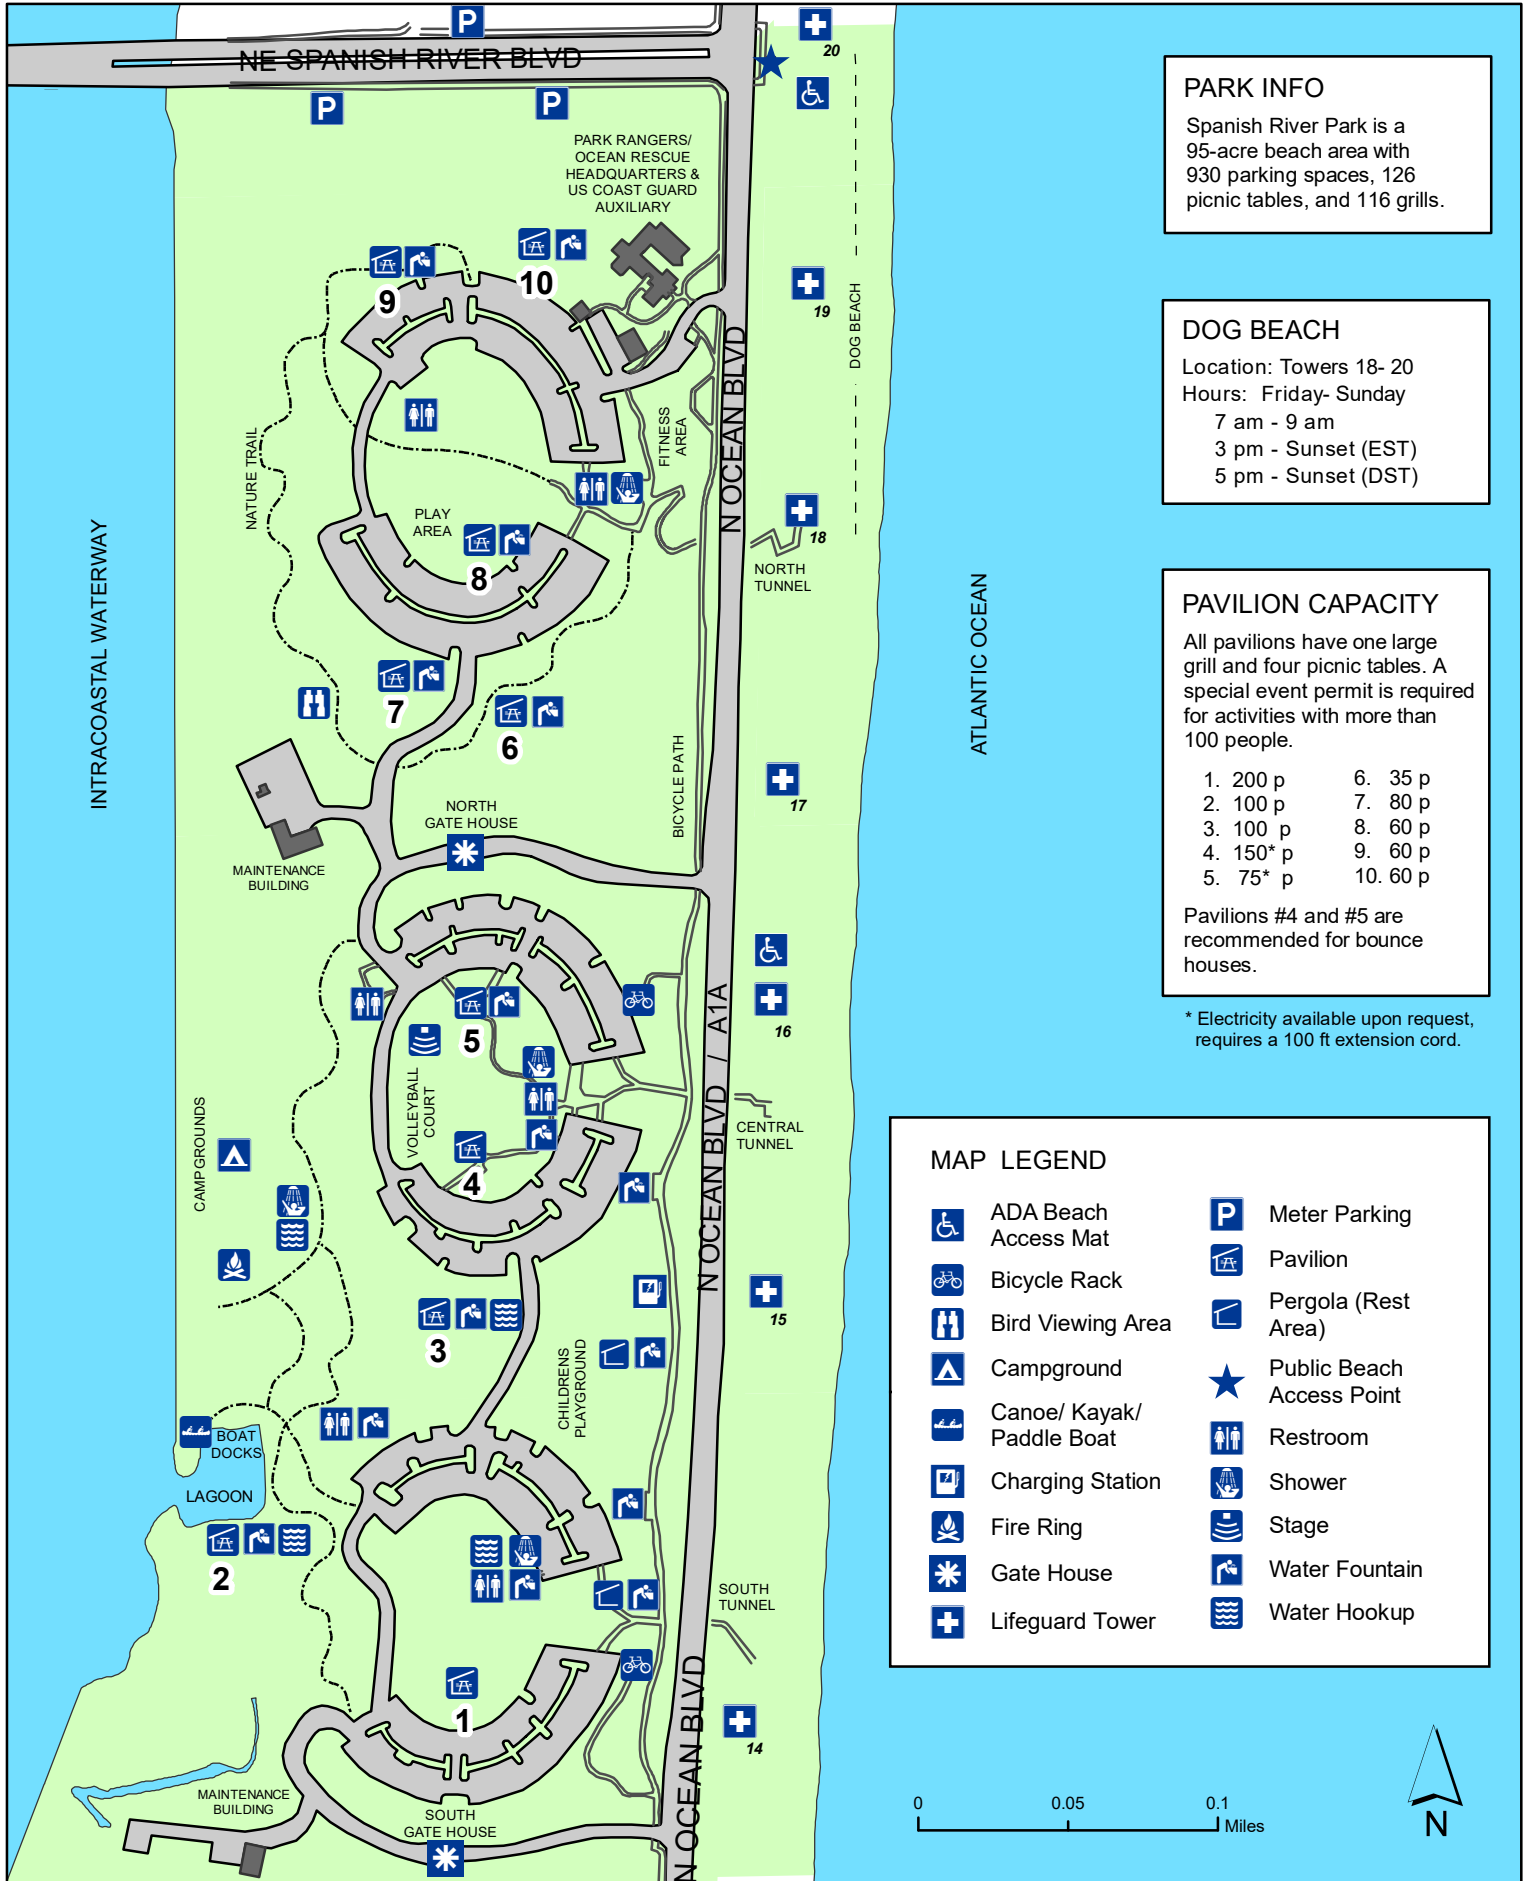 P
20
NE SPANISH RIVER BLVD
P
P
PARK RANGERS/
OCEAN RESCUE
HEADQUARTERS &
US COAST GUARD
AUXILIARY
10
9
19
DOG BEACH
N OCEAN BLVD
FITNESS
AREA
NATURE TRAIL
PLAY
AREA
8
18
NORTH
TUNNEL
INTRACOASTAL WATERWAY
ATLANTIC OCEAN
7
6
BICYCLE PATH
17
NORTH
GATE HOUSE
MAINTENANCE
BUILDING
5
16
N OCEAN BLVD / A1A
VOLLEYBALL
COURT
CENTRAL
TUNNEL
CAMPGROUNDS
4
15
3
CHILDRENS
PLAYGROUND
BOAT
DOCKS
LAGOON
2
SOUTH
TUNNEL
N OCEAN BLVD
1
14
MAINTENANCE
BUILDING
SOUTH
GATE HOUSE
PARK INFO
Spanish River Park is a
95-acre beach area with
930 parking spaces, 126
picnic tables, and 116 grills.
DOG BEACH
Location: Towers 18- 20
Hours: Friday- Sunday
7 am - 9 am
3 pm - Sunset (EST)
5 pm - Sunset (DST)
PAVILION CAPACITY
All pavilions have one large
grill and four picnic tables. A
special event permit is required
for activities with more than
100 people.
1. 200 p
2. 100 p
3. 100 p
4. 150* p
5. 75* p
6. 35 p
7. 80 p
8. 60 p
9. 60 p
10. 60 p
Pavilions #4 and #5 are
recommended for bounce
houses.
* Electricity available upon request,
requires a 100 ft extension cord.
MAP LEGEND
ADA Beach
Access Mat
Bicycle Rack
Bird Viewing Area
Campground
Canoe/ Kayak/
Paddle Boat
Charging Station
Fire Ring
Gate House
Lifeguard Tower
P Meter Parking
Pavilion
Pergola (Rest
Area)
Public Beach
Access Point
Restroom
Shower
Stage
Water Fountain
Water Hookup
0 0.05 0.1
Miles
N